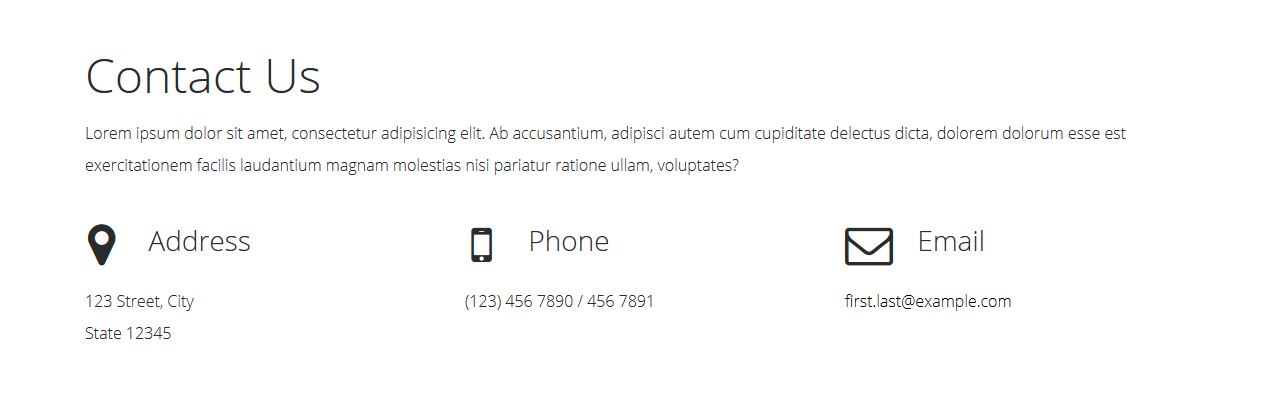 Contact Us
Lorem ipsum dolor sit amet, consectetur adipisicing elit. Ab accusantium, adipisci autem cum cupiditate delectus dicta, dolorem dolorum esse est
exercitationem facilis laudantium magnam molestias nisi pariatur ratione ullam, voluptates?
Address
123 Street, City
State 12345
Phone
(123) 456 7890 / 456 7891
Email
first.last@example.com